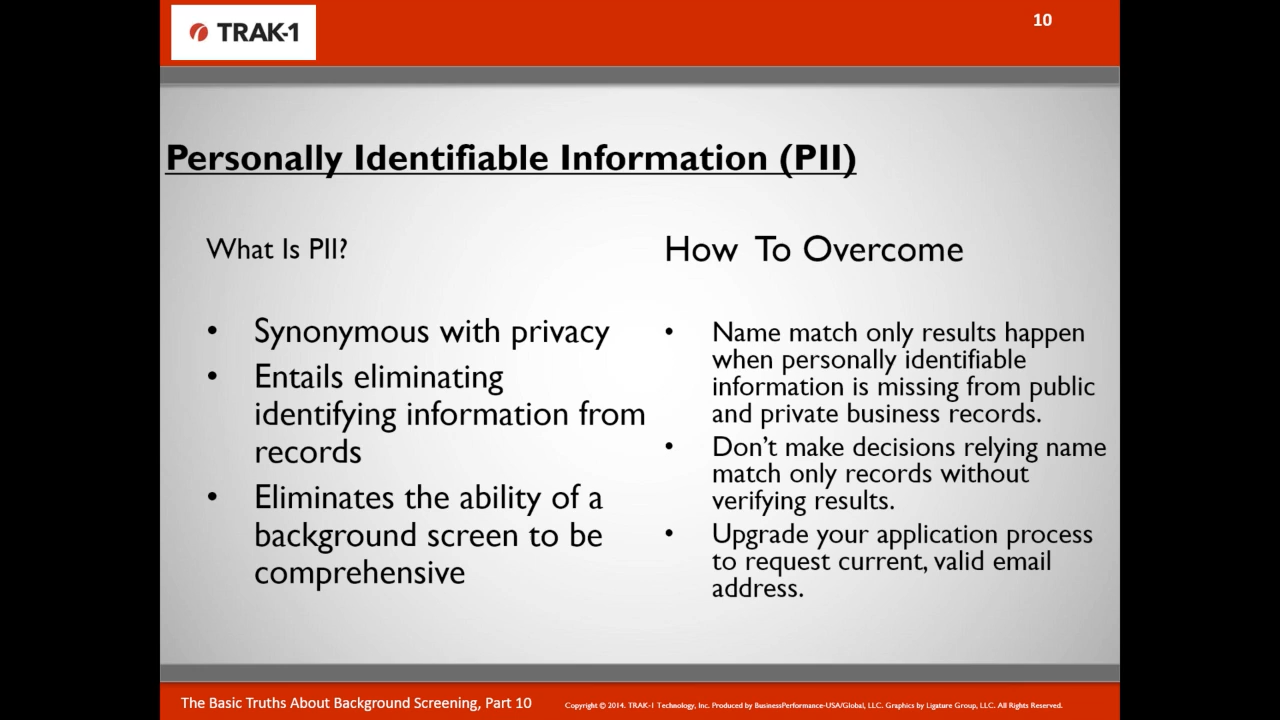 TRAK-1
10
Personally Identifiable Information (PII)
What Is PII?
• Synonymous with privacy
• Entails eliminating
identifying information from
records
• Eliminates the ability of a
background screen to be
comprehensive
How To Overcome
• Name match only results happen
when personally identifiable
information is missing from public
and private business records.
• Don't make decisions relying name
match only records without
verifying results.
• Upgrade your application process
to request current, valid email
address.
The Basic Truths About Background Screening, Part 10
Copyright © 2014. TRAK-1 Technology, Inc. Produced by BusinessPerformance-USA/Global, LLC. Graphics by Ligature Group, LLC. All Rights Reserved.